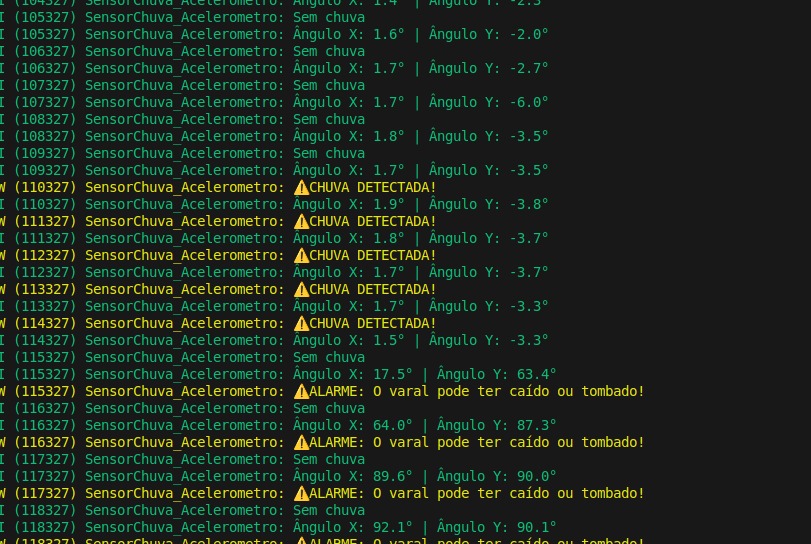 I (104327) SensorChuva_Acelerometro: Ângulo X: 1.4° | Ângulo Y: -2.3°
I (105327) SensorChuva_Acelerometro: Sem chuva
I (105327) SensorChuva_Acelerometro: Ângulo X: 1.6° | Ângulo Y: -2.0°
I (106327) SensorChuva_Acelerometro: Sem chuva
I (106327) SensorChuva_Acelerometro: Ângulo X: 1.7° | Ângulo Y: -2.7°
I (107327) SensorChuva_Acelerometro: Sem chuva
I (107327) SensorChuva_Acelerometro: Ângulo X: 1.7° | Ângulo Y: -6.0°
I (108327) SensorChuva_Acelerometro: Sem chuva
I (108327) SensorChuva_Acelerometro: Ângulo X: 1.8° | Ângulo Y: -3.5°
I (109327) SensorChuva_Acelerometro: Sem chuva
I (109327) SensorChuva_Acelerometro: Ângulo X: 1.7° | Ângulo Y: -3.5°
W (110327) SensorChuva_Acelerometro: ⚠️CHUVA DETECTADA!
I (110327) SensorChuva_Acelerometro: Ângulo X: 1.9° | Ângulo Y: -3.8°
W (111327) SensorChuva_Acelerometro: ⚠️CHUVA DETECTADA!
I (111327) SensorChuva_Acelerometro: Ângulo X: 1.8° | Ângulo Y: -3.7°
W (112327) SensorChuva_Acelerometro: ⚠️CHUVA DETECTADA!
I (112327) SensorChuva_Acelerometro: Ângulo X: 1.7° | Ângulo Y: -3.7°
W (113327) SensorChuva_Acelerometro: ⚠️CHUVA DETECTADA!
I (113327) SensorChuva_Acelerometro: Ângulo X: 1.7° | Ângulo Y: -3.3°
W (114327) SensorChuva_Acelerometro: ⚠️CHUVA DETECTADA!
I (114327) SensorChuva_Acelerometro: Ângulo X: 1.5° | Ângulo Y: -3.3°
I (115327) SensorChuva_Acelerometro: Sem chuva
I (115327) SensorChuva_Acelerometro: Ângulo X: 17.5° | Ângulo Y: 63.4°
W (115327) SensorChuva_Acelerometro: ⚠️ALARME: O varal pode ter caído ou tombado!
I (116327) SensorChuva_Acelerometro: Sem chuva
I (116327) SensorChuva_Acelerometro: Ângulo X: 64.0° | Ângulo Y: 87.3°
W (116327) SensorChuva_Acelerometro: ⚠️ALARME: O varal pode ter caído ou tombado!
I (117327) SensorChuva_Acelerometro: Sem chuva
I (117327) SensorChuva_Acelerometro: Ângulo X: 89.6° | Ângulo Y: 90.0°
W (117327) SensorChuva_Acelerometro: ⚠️ALARME: O varal pode ter caído ou tombado!
I (118327) SensorChuva_Acelerometro: Sem chuva
I (118327) SensorChuva_Acelerometro: Ângulo X: 92.1° | Ângulo Y: 90.1°
W (118327) SensorChuva_Acelerometro: ⚠️ALARME: O varal pode ter caído ou tombado!